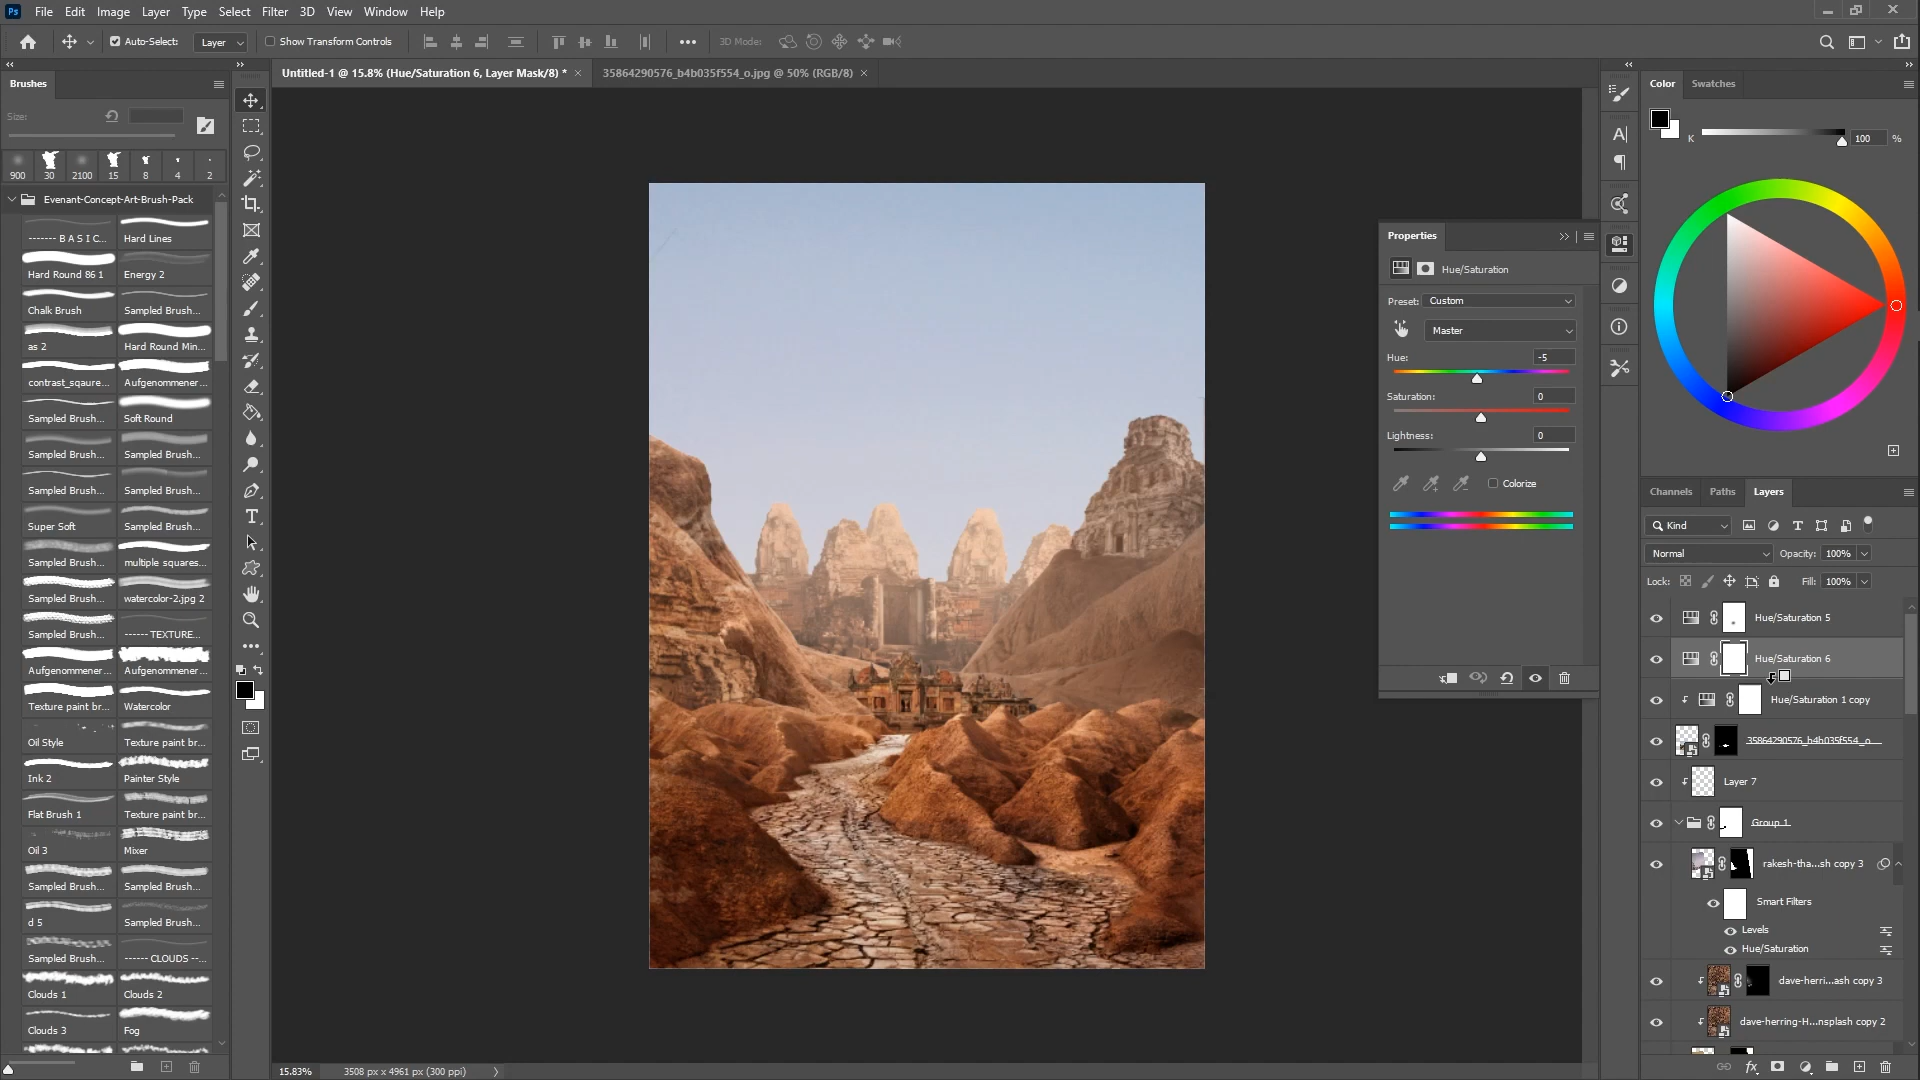 Ps File Edit Image Layer Type Select Filter 3D View Window Help
Auto-Select: Layer Show Transform Controls 3D Mode:
Brushes
Untitled-1 @ 15.8% (Hue/Saturation 6, Layer Mask/8) *
35864290576_b4b035f554_o.jpg @ 50% (RGB/8)
Color Swatches
Size:
K 100 %
900 30 2100 15 8 4 2
Evenant-Concept-Art-Brush-Pack
------- B A S I C... Hard Lines
Hard Round 86 1 Energy 2
Chalk Brush Sampled Brush...
as 2 Hard Round Min...
contrast_sqaure... Aufgenommener...
Sampled Brush... Soft Round
Sampled Brush... Sampled Brush...
Sampled Brush... Sampled Brush...
Super Soft Sampled Brush...
Sampled Brush... multiple squares...
Sampled Brush... watercolor-2.jpg 2
Sampled Brush... ------ TEXTURE...
Aufgenommener... Aufgenommener...
Texture paint br... Watercolor
Oil Style Texture paint br...
Ink 2 Painter Style
Flat Brush 1 Texture paint br...
Oil 3 Mixer
Sampled Brush... Sampled Brush...
d 5 Sampled Brush...
Sampled Brush... ------ CLOUDS --...
Clouds 1 Clouds 2
Clouds 3 Fog
Properties
Hue/Saturation
Preset: Custom
Master
Hue: -5
Saturation: 0
Lightness: 0
Colorize
Channels Paths Layers
Kind
Normal Opacity: 100%
Lock: Fill: 100%
Hue/Saturation 5
Hue/Saturation 6
Hue/Saturation 1 copy
35864290576_b4b035f554_o
Layer 7
Group 1
rakesh-tha...sh copy 3
Smart Filters
Levels
Hue/Saturation
dave-herri...ash copy 3
dave-herring-H...nsplash copy 2
15.83% 3508 px x 4961 px (300 ppi)